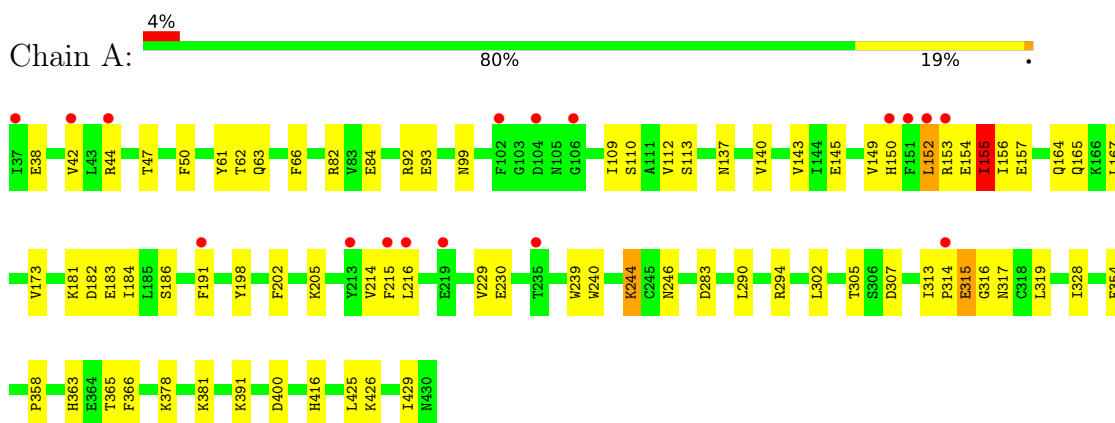 4%
Chain A:
80% 19% •
I37 E38 V42 L43 R44 T47 F50 Y61 T62 Q63 F66 R82 V83 E84 R92 E93 N99 F102 G103 D104 N105 G106 I109 S110 A111 V112 S113 N137 V140 V143 I144 E145 V149 H150 F151 L152 R153 E154 I155 I156 E157 Q164 Q165 K166 L167
V173 K181 D182 E183 I184 L185 S186 F191 Y198 F202 K205 Y213 V214 F215 L216 E219 V229 E230 T235 W239 W240 K244 C245 N246 D283 L290 R294 L302 T305 S306 D307 I313 P314 E315 G316 N317 C318 L319 I328 E354
P358 H363 E364 T365 F366 K378 K381 K391 D400 H416 L425 K426 I429 N430